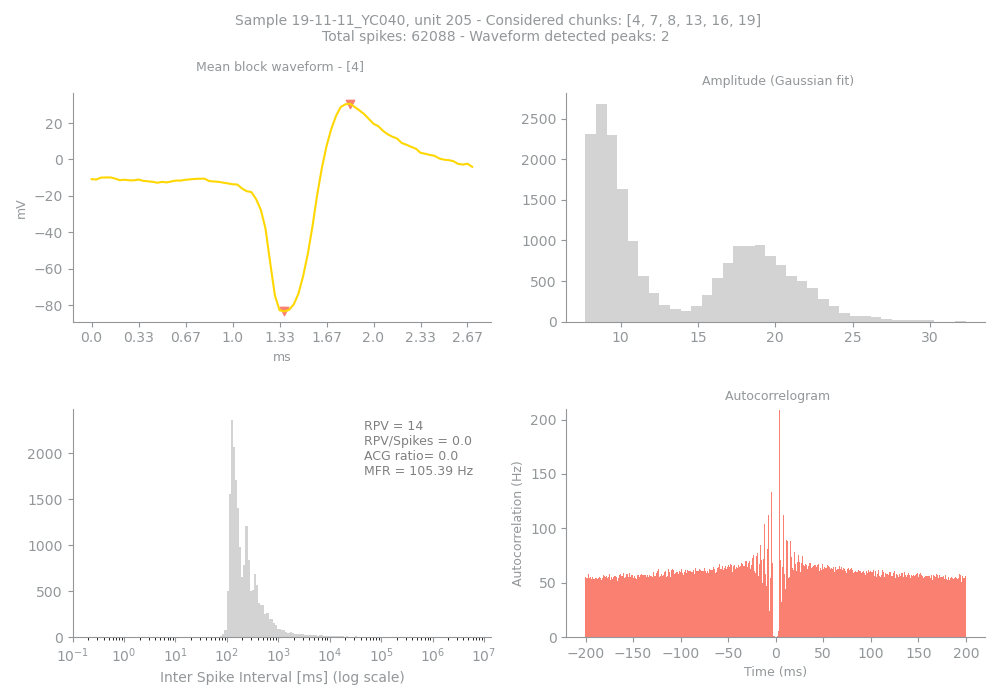 Sample 19-11-11_YC040, unit 205 - Considered chunks: [4, 7, 8, 13, 16, 19]
Total spikes: 62088 - Waveform detected peaks: 2
Mean block waveform - [4]
20
0
−20
−40
−60
−80
mV
0.0 0.33 0.67 1.0 1.33 1.67 2.0 2.33 2.67
ms
Amplitude (Gaussian fit)
2500
2000
1500
1000
500
0
10 15 20 25 30
RPV = 14
RPV/Spikes = 0.0
ACG ratio= 0.0
MFR = 105.39 Hz
2000
1500
1000
500
0
10⁻¹ 10⁰ 10¹ 10² 10³ 10⁴ 10⁵ 10⁶ 10⁷
Inter Spike Interval [ms] (log scale)
Autocorrelogram
200
150
100
50
0
Autocorrelation (Hz)
−200 −150 −100 −50 0 50 100 150 200
Time (ms)